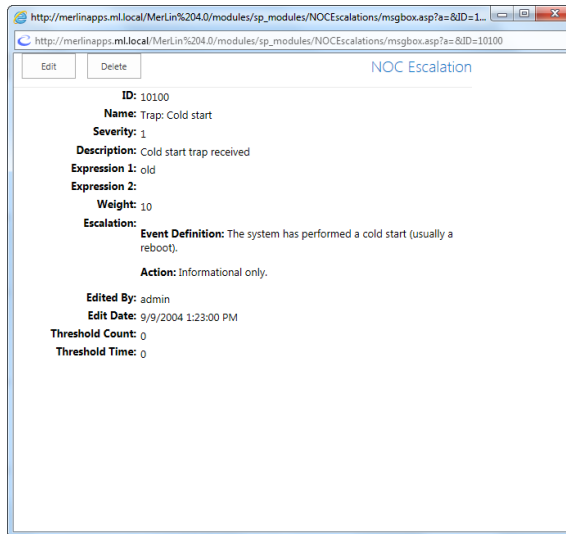 http://merlinapps.ml.local/MerLin%204.0/modules/sp_modules/NOCEscalations/msgbox.asp?a=&ID=1...
http://merlinapps.ml.local/MerLin%204.0/modules/sp_modules/NOCEscalations/msgbox.asp?a=&ID=10100
Edit Delete NOC Escalation
ID: 10100
Name: Trap: Cold start
Severity: 1
Description: Cold start trap received
Expression 1: old
Expression 2:
Weight: 10
Escalation:
Event Definition: The system has performed a cold start (usually a
reboot).
Action: Informational only.
Edited By: admin
Edit Date: 9/9/2004 1:23:00 PM
Threshold Count: 0
Threshold Time: 0